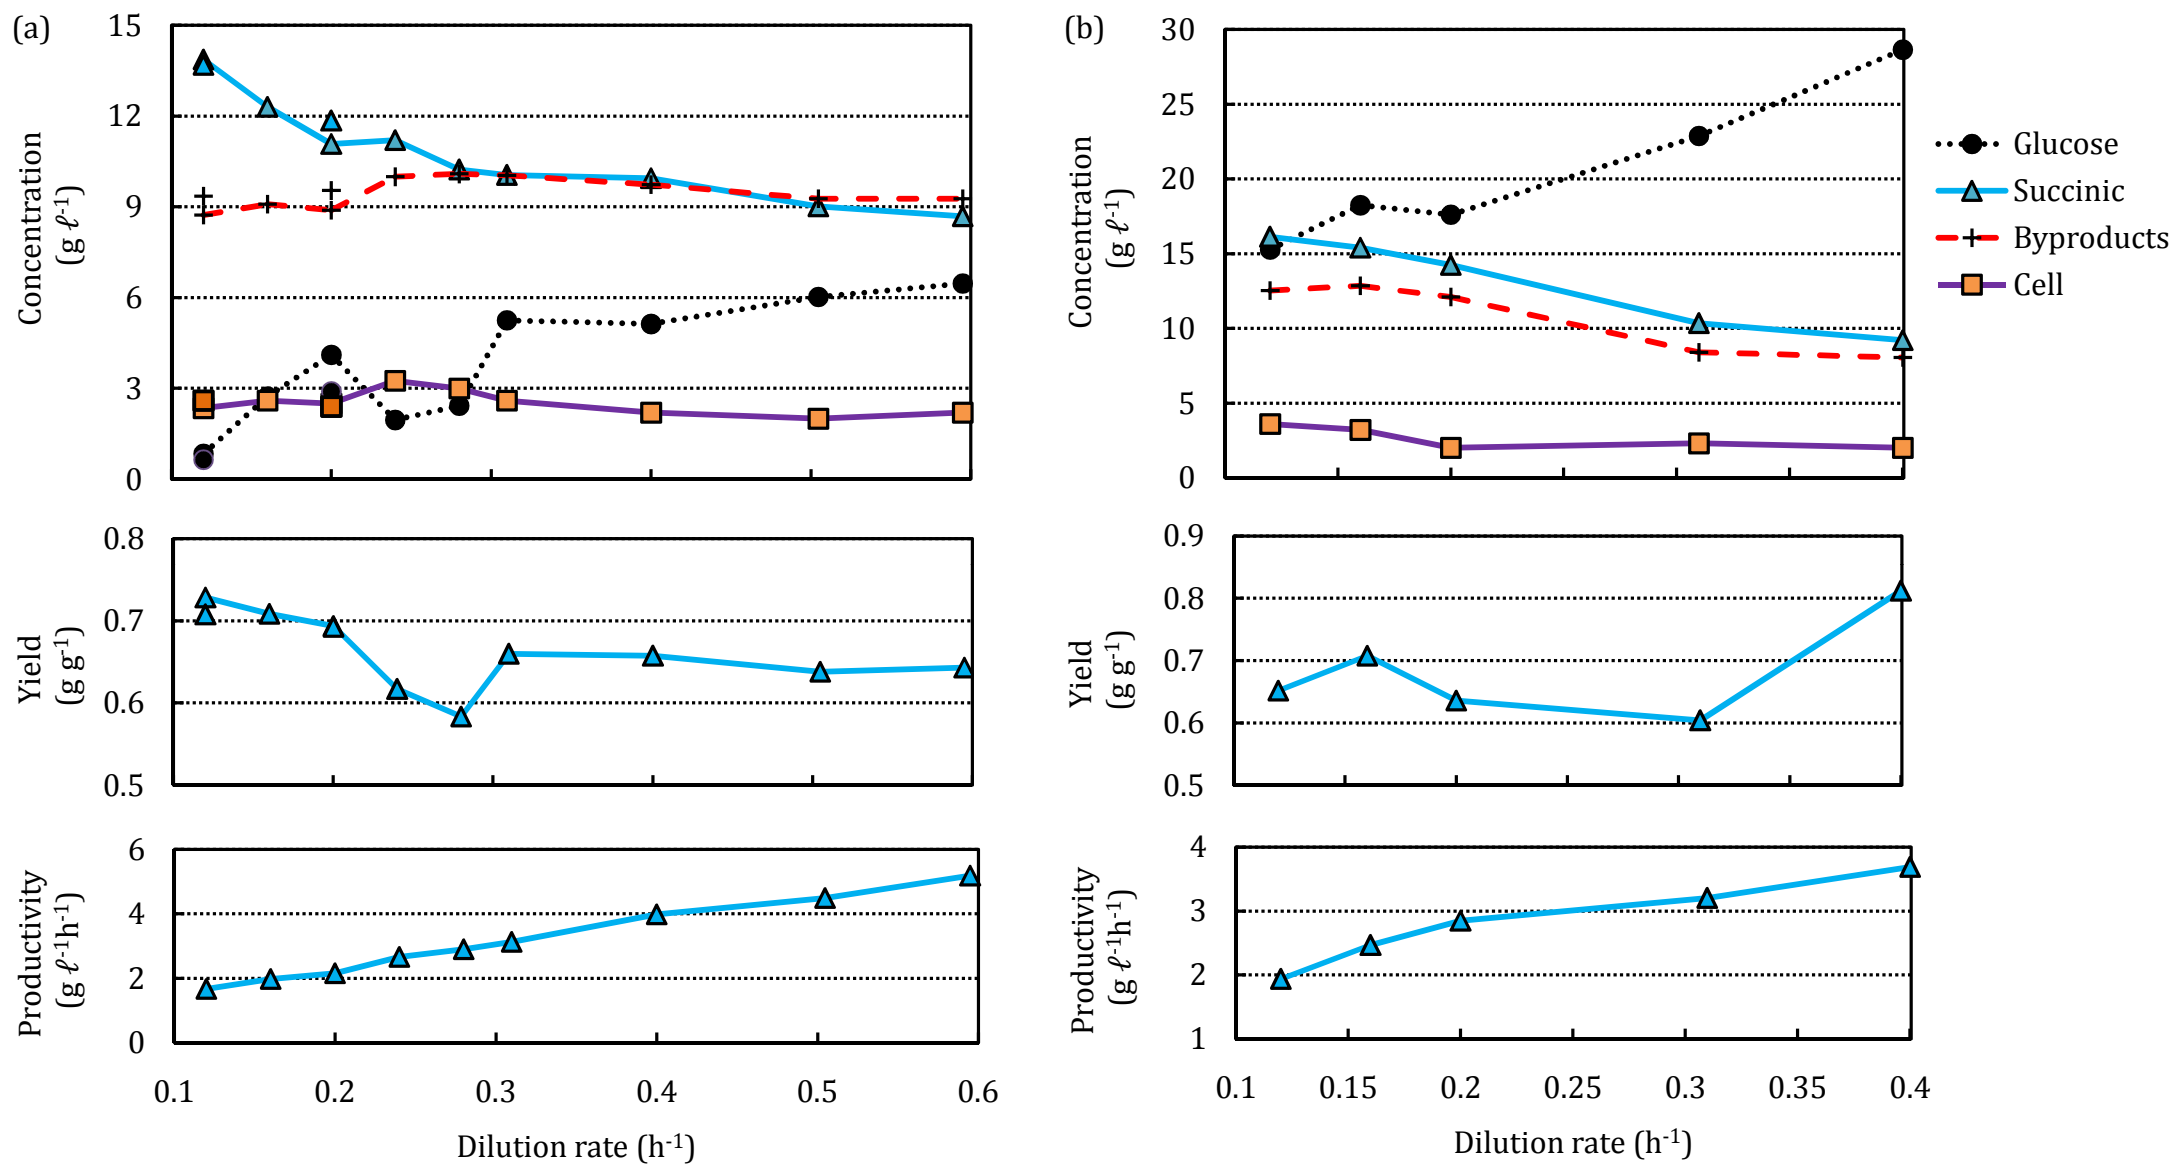 (a)
15
12
9
6
3
0
Concentration
(g ℓ-1)
0.8
0.7
0.6
0.5
Yield
(g g-1)
6
4
2
0
Productivity
(g ℓ-1h-1)
0.1 0.2 0.3 0.4 0.5 0.6
Dilution rate (h-1)
(b)
30
25
20
15
10
5
0
Concentration
(g ℓ-1)
Glucose
Succinic
Byproducts
Cell
0.9
0.8
0.7
0.6
0.5
Yield
(g g-1)
4
3
2
1
Productivity
(g ℓ-1h-1)
0.1 0.15 0.2 0.25 0.3 0.35 0.4
Dilution rate (h-1)